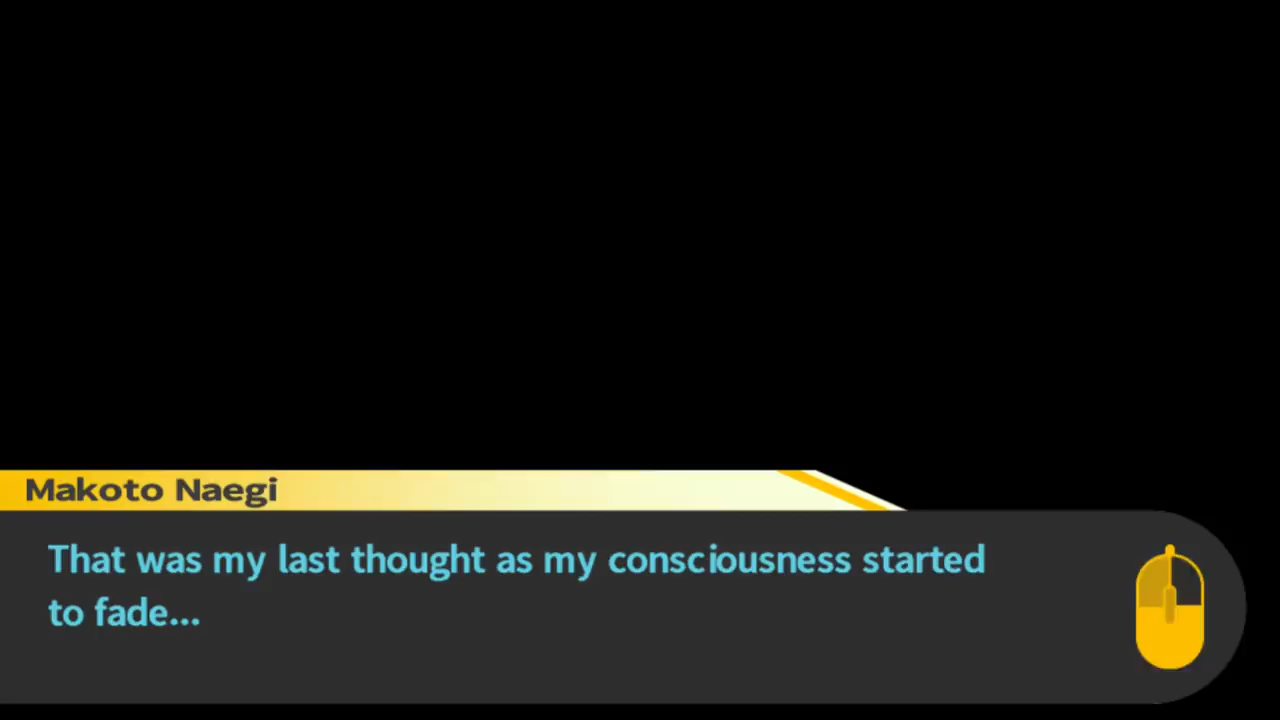 Makoto Naegi
That was my last thought as my consciousness started
to fade...